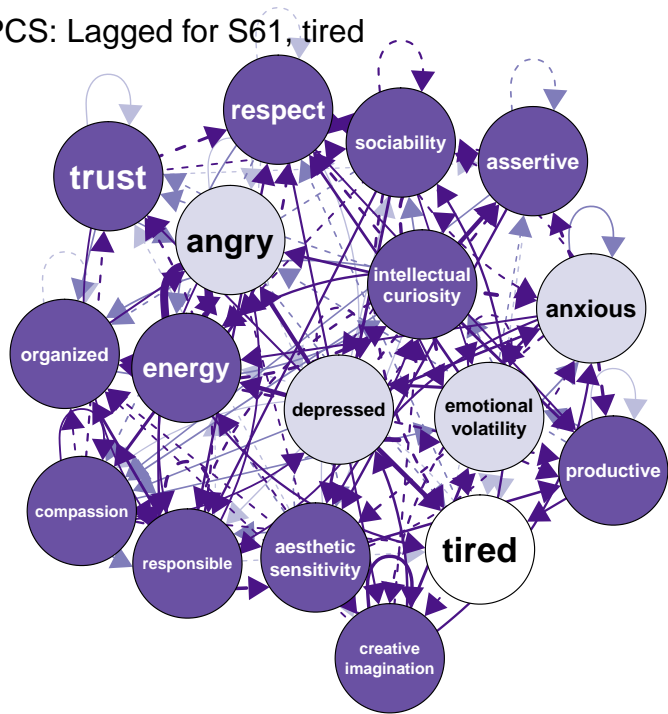 PCS: Lagged for S61, tired
respect
sociability
assertive
trust
angry
intellectual
curiosity
anxious
organized
energy
depressed
emotional
volatility
productive
compassion
responsible
aesthetic
sensitivity
tired
creative
imagination